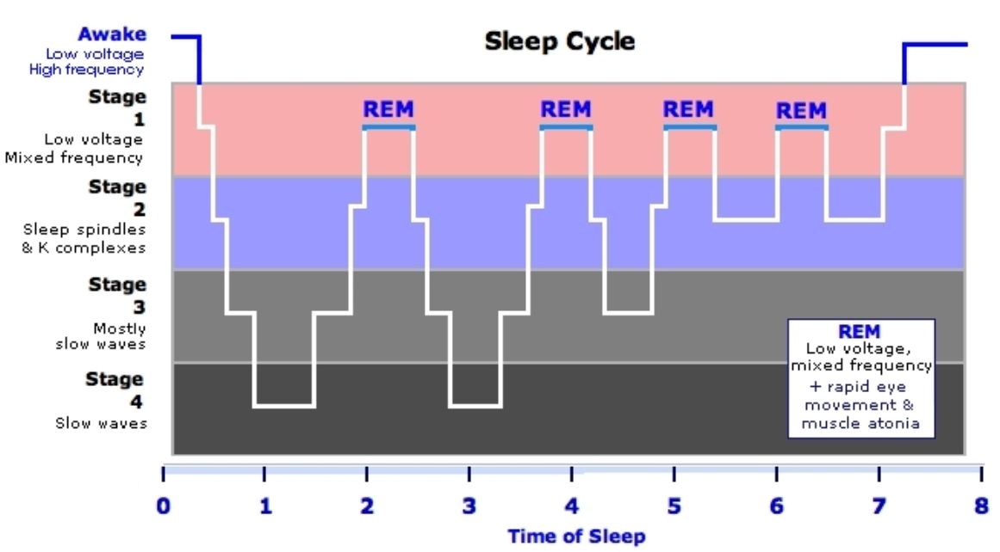 Sleep Cycle
Awake
Low voltage
High frequency
Stage
1
Low voltage
Mixed frequency
Stage
2
Sleep spindles
& K complexes
Stage
3
Mostly
slow waves
Stage
4
Slow waves
REM
REM
REM
REM
REM
Low voltage,
mixed frequency
+ rapid eye
movement &
muscle atonia
0 1 2 3 4 5 6 7 8
Time of Sleep